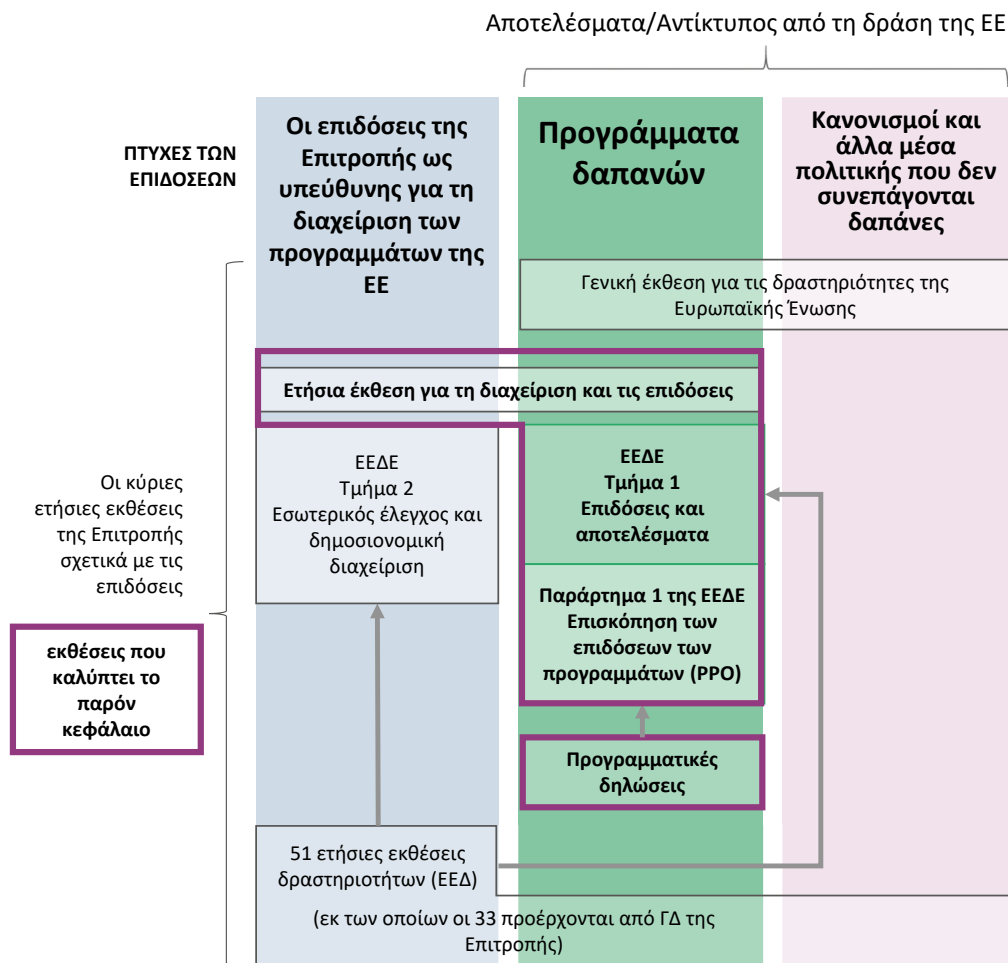 Αποτελέσματα/Αντίκτυπος από τη δράση της ΕΕ
ΠΤΥΧΕΣ ΤΩΝ
ΕΠΙΔΟΣΕΩΝ
Οι επιδόσεις της
Επιτροπής ως
υπεύθυνης για τη
διαχείριση των
προγραμμάτων της
ΕΕ
Προγράμματα
δαπανών
Κανονισμοί και
άλλα μέσα
πολιτικής που δεν
συνεπάγονται
δαπάνες
Γενική έκθεση για τις δραστηριότητες της
Ευρωπαϊκής Ένωσης
Ετήσια έκθεση για τη διαχείριση και τις επιδόσεις
Οι κύριες
ετήσιες εκθέσεις
της Επιτροπής
σχετικά με τις
επιδόσεις
ΕΕΔΕ
Τμήμα 2
Εσωτερικός έλεγχος και
δημοσιονομική
διαχείριση
ΕΕΔΕ
Τμήμα 1
Επιδόσεις και
αποτελέσματα
Παράρτημα 1 της ΕΕΔΕ
Επισκόπηση των
επιδόσεων των
προγραμμάτων (PPO)
εκθέσεις που
καλύπτει το
παρόν
κεφάλαιο
Προγραμματικές
δηλώσεις
51 ετήσιες εκθέσεις
δραστηριοτήτων (ΕΕΔ)
(εκ των οποίων οι 33 προέρχονται από ΓΔ της
Επιτροπής)